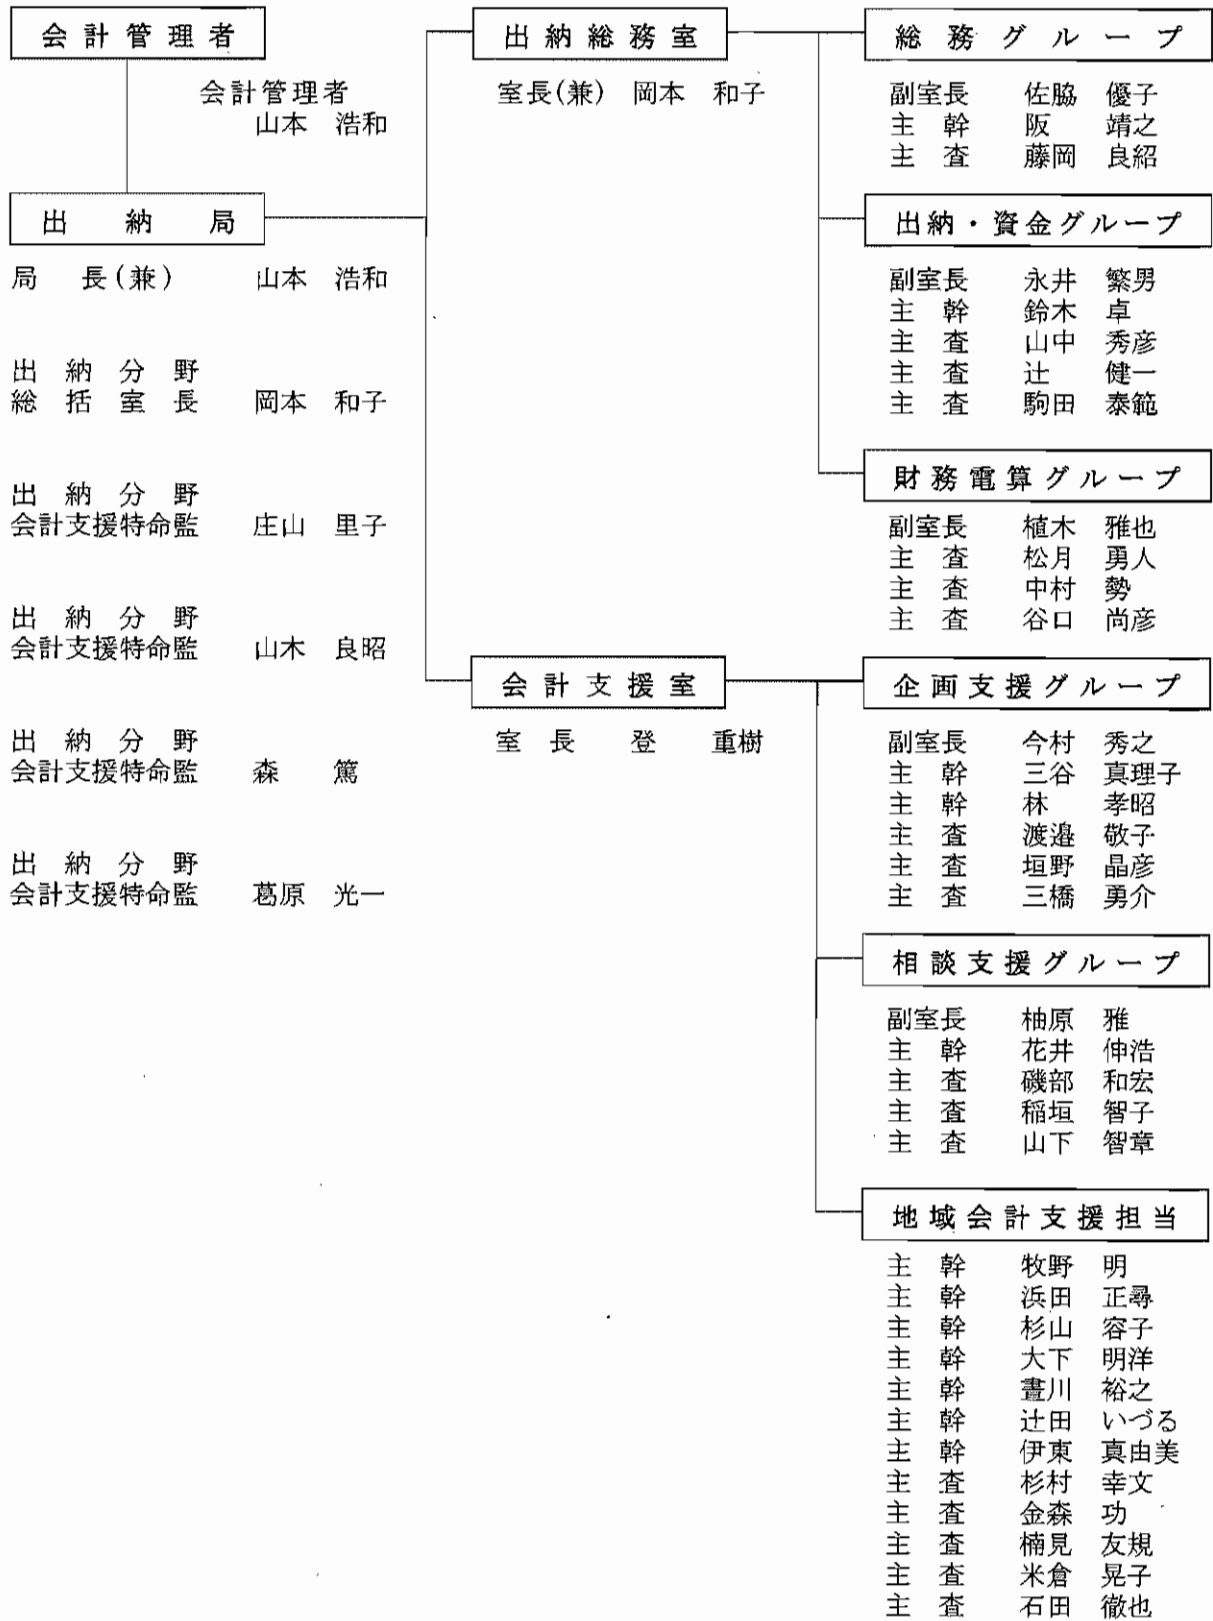 会計管理者
会計管理者
山本 浩和
出納局
局 長(兼) 山本 浩和
出納分野
総括室長 岡本 和子
出納分野
会計支援特命監 庄山 里子
出納分野
会計支援特命監 山木 良昭
出納分野
会計支援特命監 森 篤
出納分野
会計支援特命監 葛原 光一
出納総務室
室長(兼) 岡本 和子
総務グループ
副室長 佐脇 優子
主 幹 阪 靖之
主 査 藤岡 良紹
出納・資金グループ
副室長 永井 繁男
主 幹 鈴木 卓
主 査 山中 秀彦
主 査 辻 健一
主 査 駒田 泰範
財務電算グループ
副室長 植木 雅也
主 査 松月 勇人
主 査 中村 勢
主 査 谷口 尚彦
会計支援室
室 長 登 重樹
企画支援グループ
副室長 今村 秀之
主 幹 三谷 真理子
主 幹 林 孝昭
主 査 渡邉 敬子
主 査 垣野 晶彦
主 査 三橋 勇介
相談支援グループ
副室長 柚原 雅
主 幹 花井 伸浩
主 査 磯部 和宏
主 査 稲垣 智子
主 査 山下 智章
地域会計支援担当
主 幹 牧野 明
主 幹 浜田 正尋
主 幹 杉山 容子
主 幹 大下 明洋
主 幹 晝川 裕之
主 幹 辻田 いづる
主 幹 伊東 真由美
主 査 杉村 幸文
主 査 金森 功
主 査 楠見 友規
主 査 米倉 晃子
主 査 石田 徹也